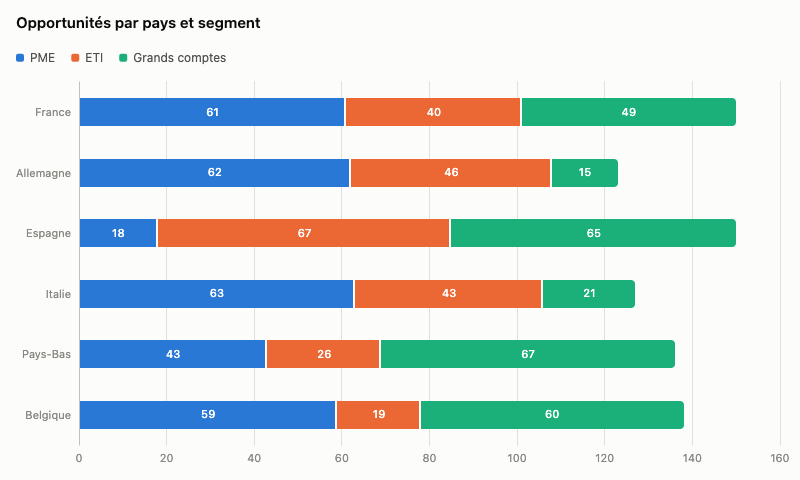 Opportunités par pays et segment
PME ETI Grands comptes
France 61 40 49
Allemagne 62 46 15
Espagne 18 67 65
Italie 63 43 21
Pays-Bas 43 26 67
Belgique 59 19 60
0 20 40 60 80 100 120 140 160